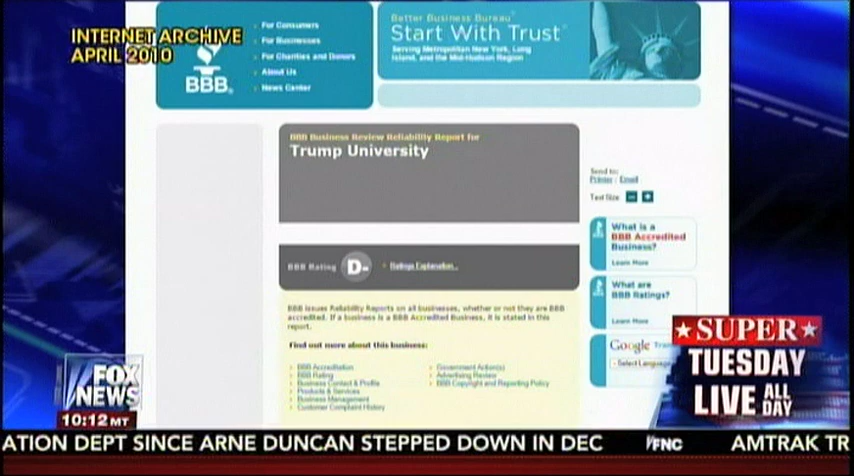 INTERNET ARCHIVE
APRIL 2010
BBB.
For Consumers
For Businesses
For Charities and Donors
About Us
News Center
Better Business Bureau
Start With Trust
Serving Metropolitan New York, Long
Island, and the Mid-Hudson Region
BBB Business Review Reliability Report for
Trump University
Send to:
Printer | Email
Text Size: - +
What is a
BBB Accredited
Business?
Learn More
BBB Rating D- Ratings Explanation
What are
BBB Ratings?
Learn More
BBB issues Reliability Reports on all businesses, whether or not they are BBB
accredited. If a business is a BBB Accredited Business, it is stated in this
report.
Find out more about this business:
BBB Accreditation
BBB Rating
Business Contact & Profile
Products & Services
Business Management
Customer Complaint History
Government Action(s)
Advertising Review
BBB Copyright and Reporting Policy
Google Tran
Select Language
SUPER
TUESDAY
LIVE ALL DAY
FOX
NEWS
10:12 MT
ATION DEPT SINCE ARNE DUNCAN STEPPED DOWN IN DEC FNC AMTRAK TR